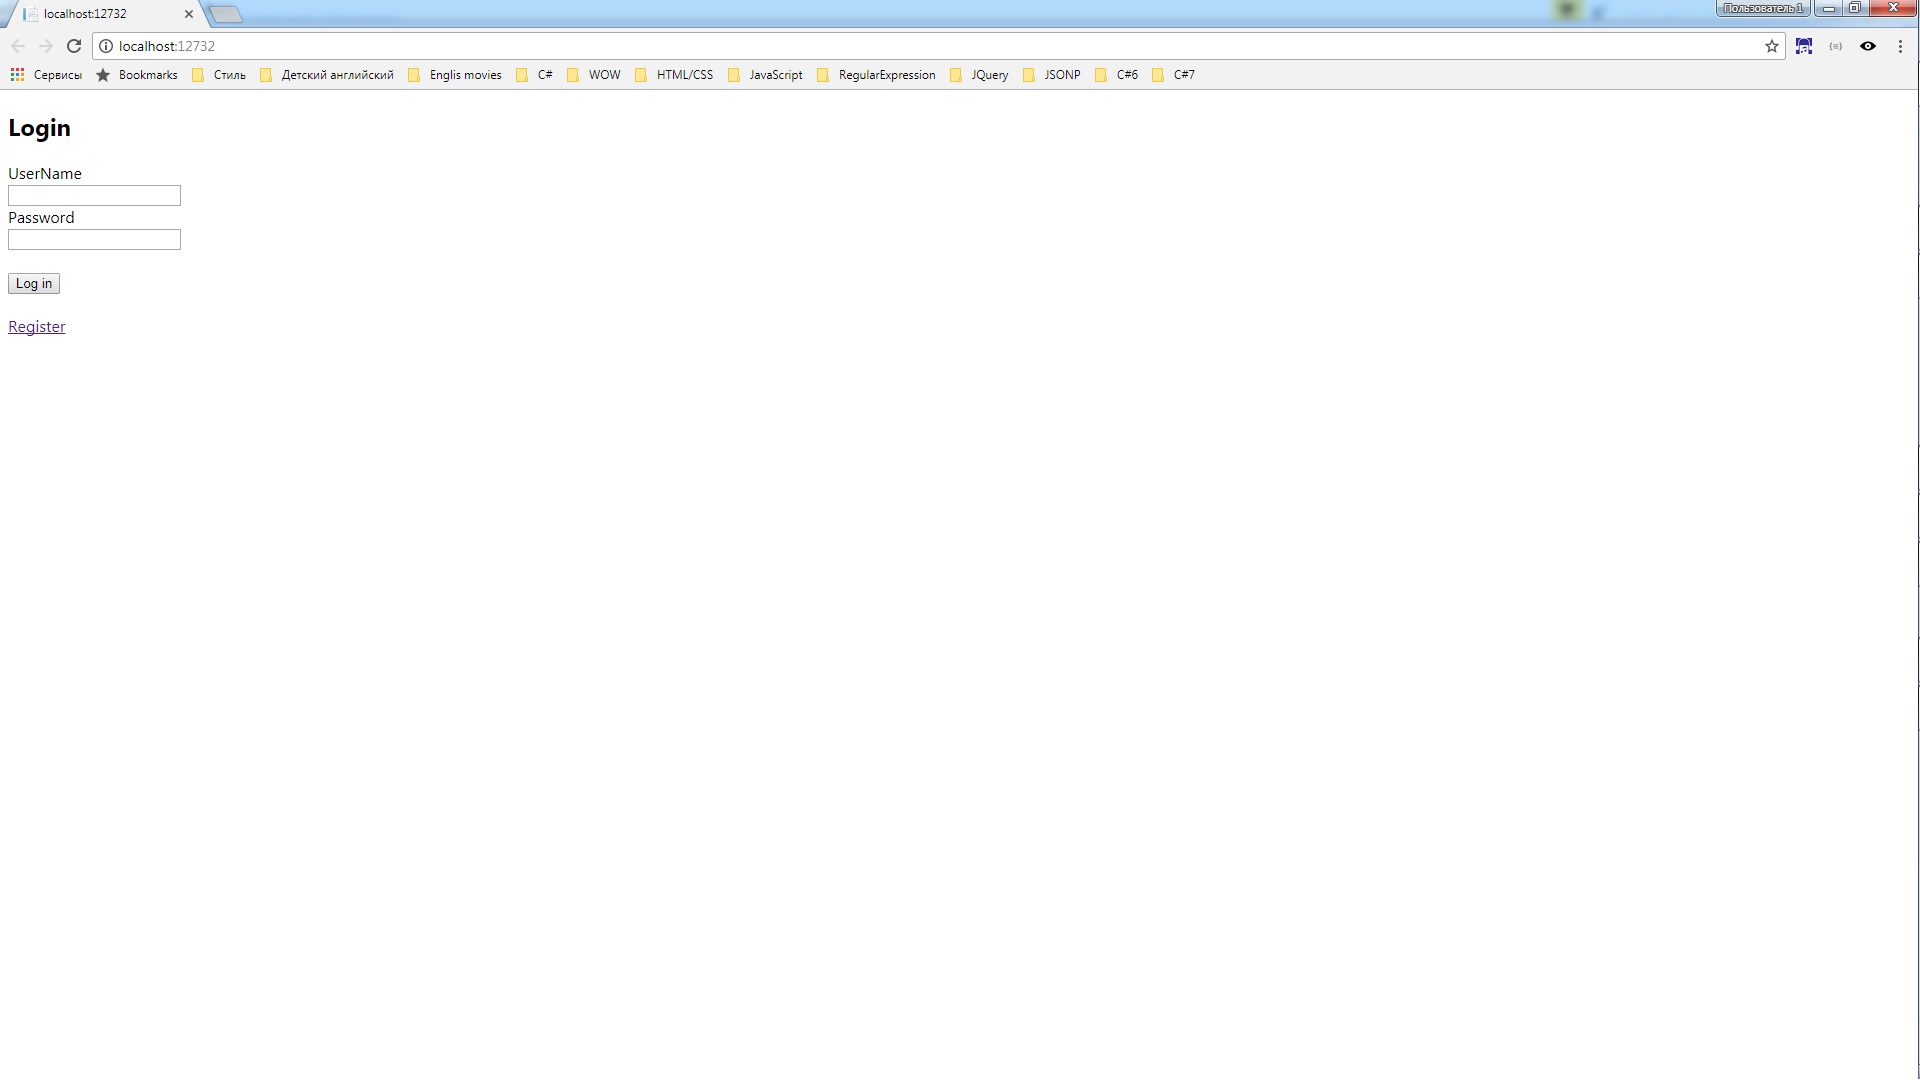 localhost:12732
Пользователь 1
localhost:12732
Сервисы Bookmarks Стиль Детский английский Englis movies C# WOW HTML/CSS JavaScript RegularExpression JQuery JSONP C#6 C#7
Login
UserName
Password
Log in
Register